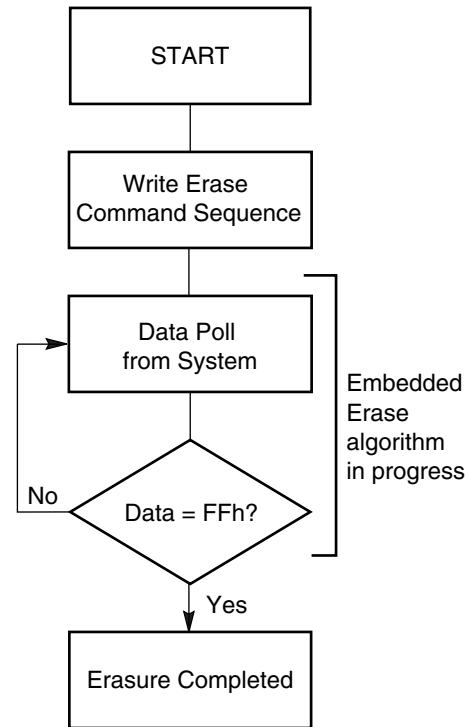 START
Write Erase
Command Sequence
Data Poll
from System
Embedded
Erase
algorithm
in progress
No
Data = FFh?
Yes
Erasure Completed